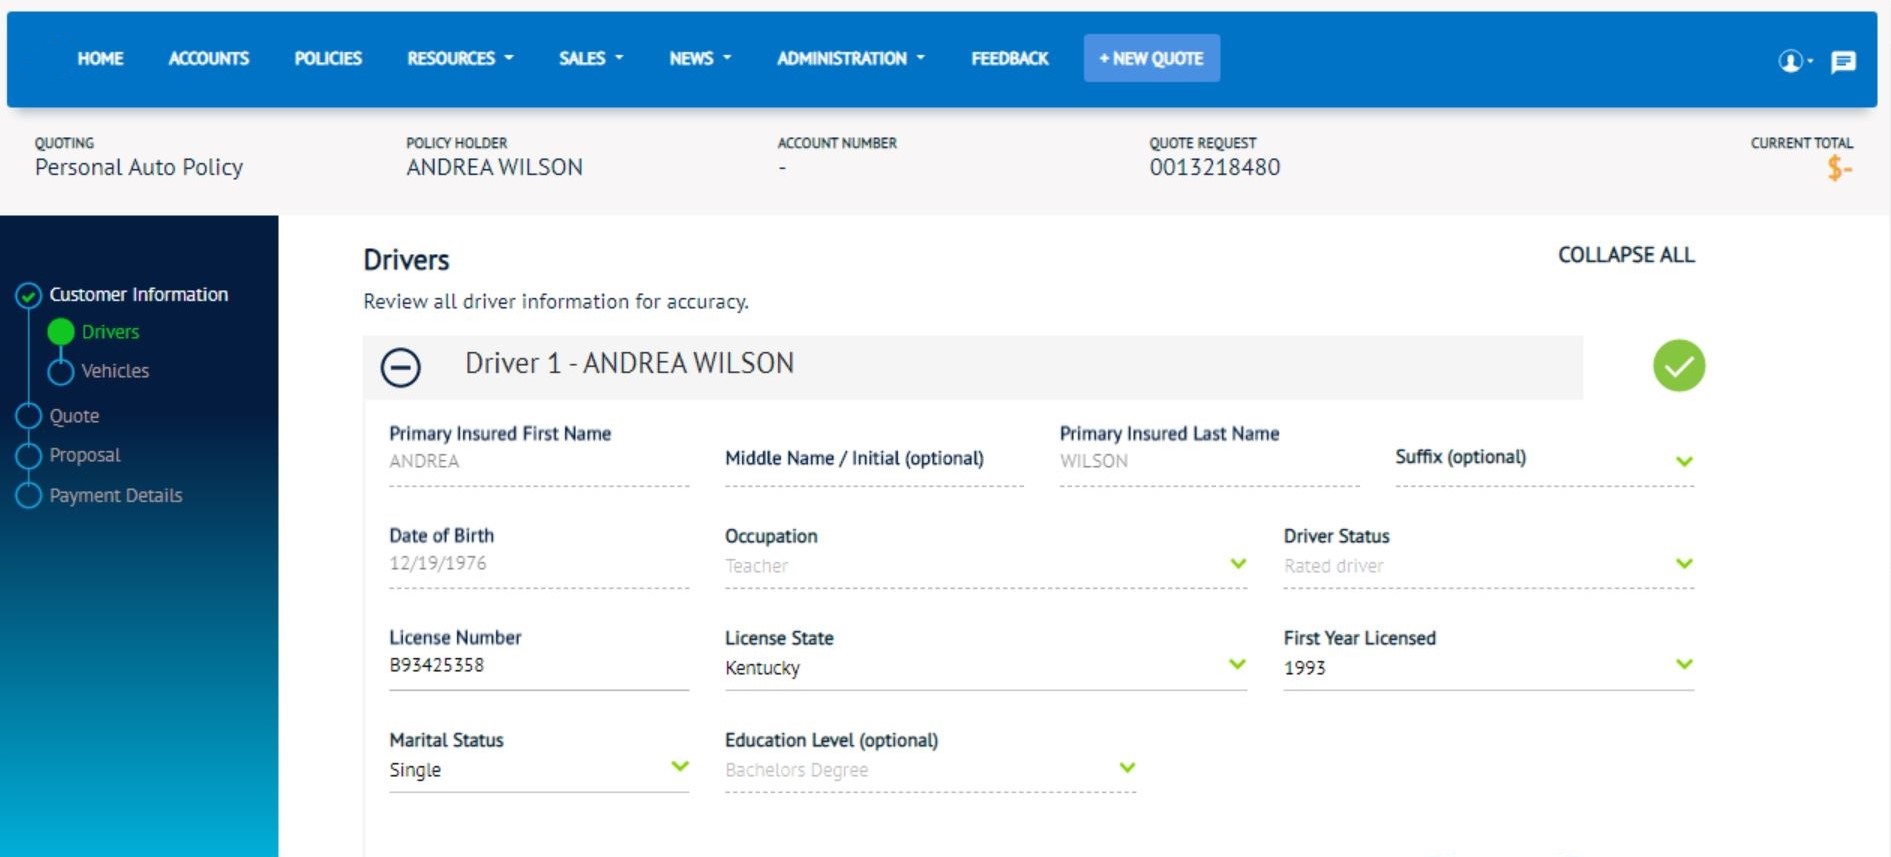 HOME ACCOUNTS POLICIES RESOURCES SALES NEWS ADMINISTRATION FEEDBACK + NEW QUOTE
QUOTING POLICY HOLDER ACCOUNT NUMBER QUOTE REQUEST CURRENT TOTAL
Personal Auto Policy ANDREA WILSON - 0013218480 $-
Customer Information
Drivers
Vehicles
Quote
Proposal
Payment Details
Drivers COLLAPSE ALL
Review all driver information for accuracy.
Driver 1 - ANDREA WILSON
Primary Insured First Name Middle Name / Initial (optional) Primary Insured Last Name Suffix (optional)
ANDREA WILSON
Date of Birth Occupation Driver Status
12/19/1976 Teacher Rated driver
License Number License State First Year Licensed
B93425358 Kentucky 1993
Marital Status Education Level (optional)
Single Bachelors Degree